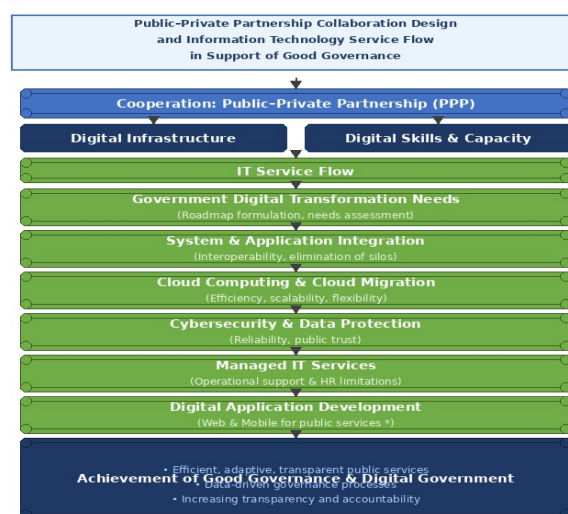 Public–Private Partnership Collaboration Design
and Information Technology Service Flow
in Support of Good Governance
Cooperation: Public–Private Partnership (PPP)
Digital Infrastructure
Digital Skills & Capacity
IT Service Flow
Government Digital Transformation Needs
(Roadmap formulation, needs assessment)
System & Application Integration
(Interoperability, elimination of silos)
Cloud Computing & Cloud Migration
(Efficiency, scalability, flexibility)
Cybersecurity & Data Protection
(Reliability, public trust)
Managed IT Services
(Operational support & HR limitations)
Digital Application Development
(Web & Mobile for public services *)
• Efficient, adaptive, transparent public services
Achievement of Good Governance & Digital Government
• Data-driven governance processes
• Increasing transparency and accountability